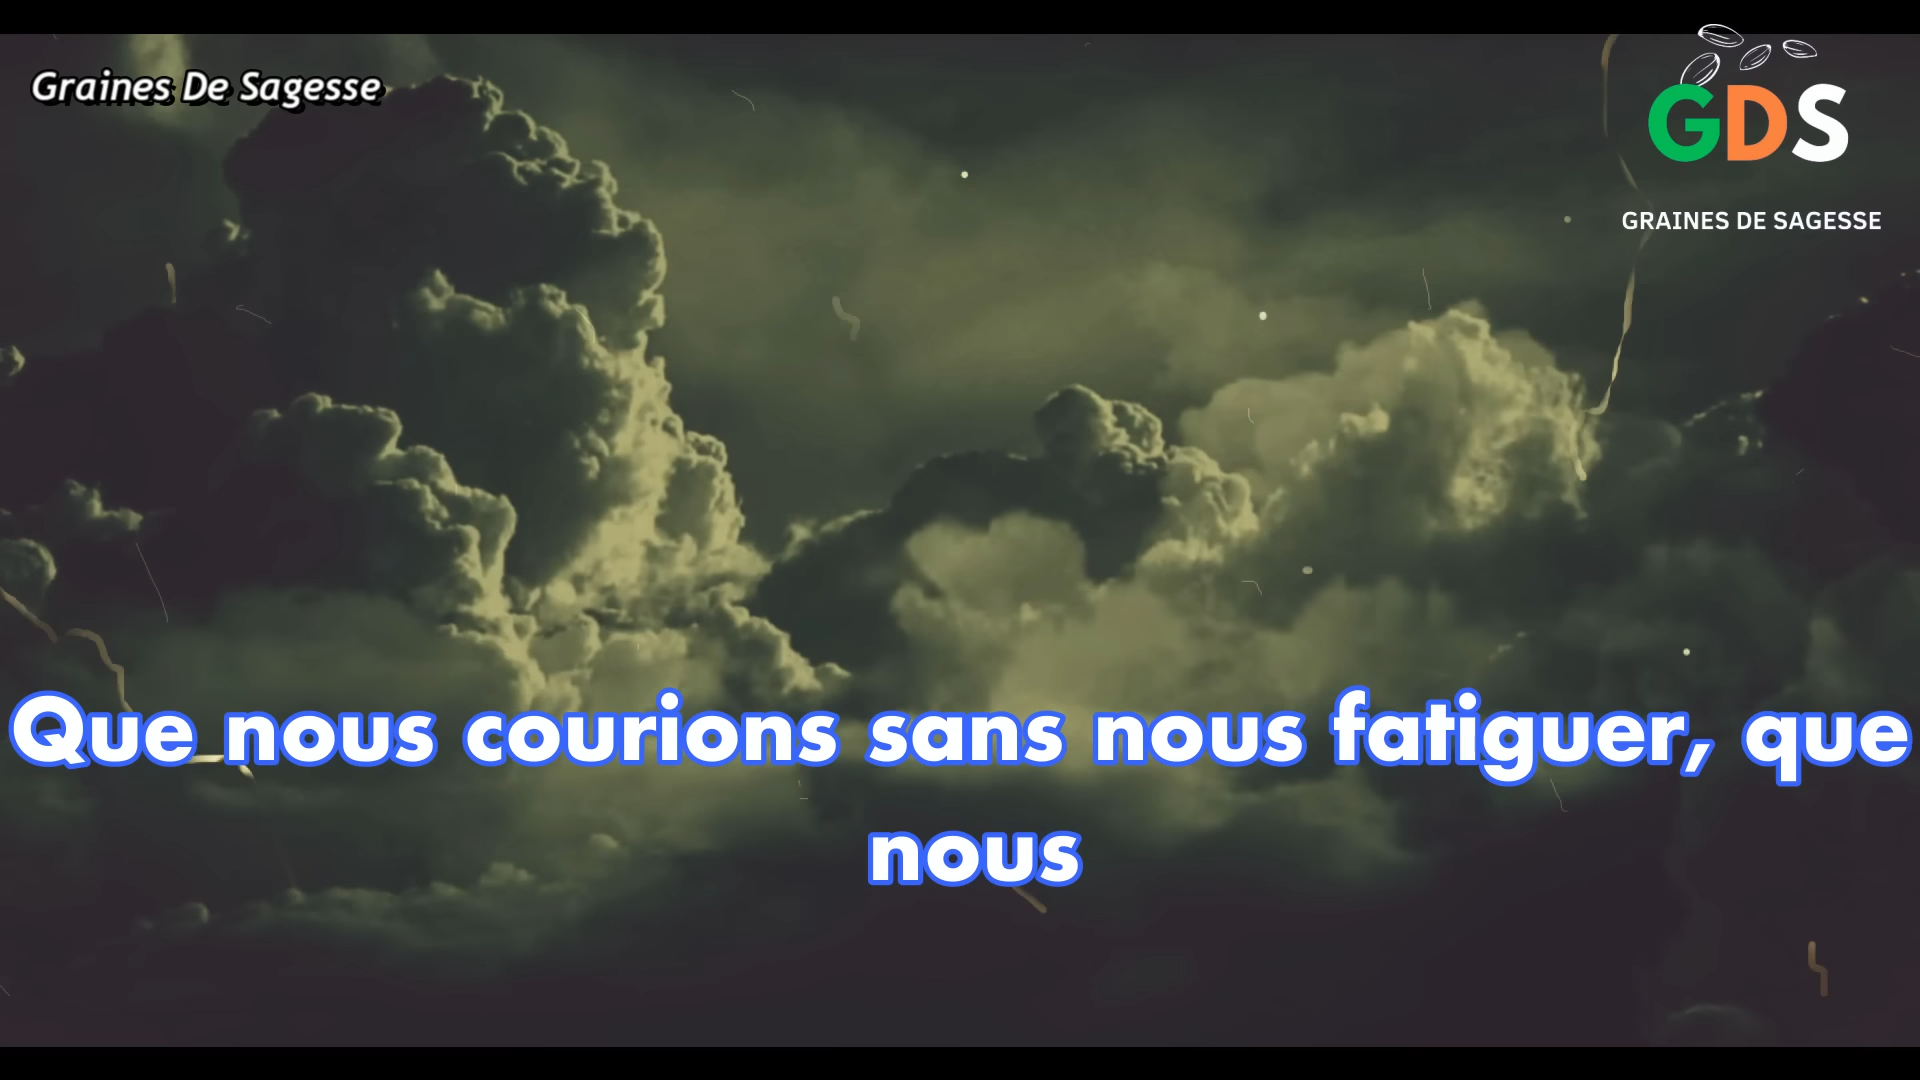 Graines De Sagesse
GDS
GRAINES DE SAGESSE
Que nous courions sans nous fatiguer, que
nous